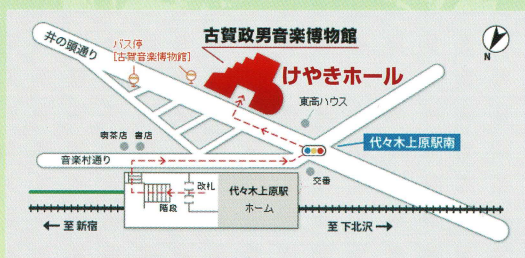 古賀政男音楽博物館
けやきホール
井の頭通り
バス停
[古賀音楽博物館]
N
東高ハウス
代々木上原駅南
喫茶店 書店
音楽村通り
交番
改札
階段
代々木上原駅
ホーム
← 至 新宿
至 下北沢 →